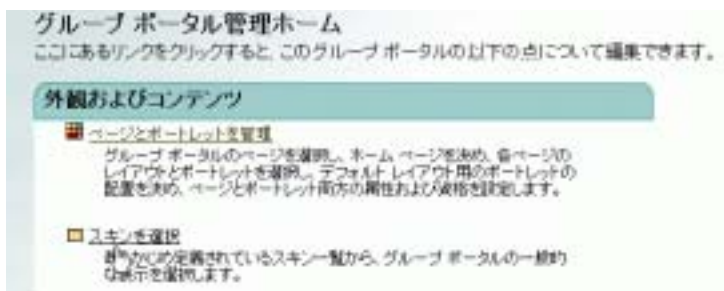 グループ ポータル管理ホーム
ここにあるリンクをクリックすると、このグループ ポータルの以下の点について編集できます。
外観およびコンテンツ
ページとポートレットを管理
グループ ポータルのページを選択し、ホーム ページを決め、各ページの
レイアウトとポートレットを選択し、デフォルト レイアウト用のポートレットの
配置を決め、ページとポートレット両方の属性および資格を設定します。
スキンを選択
あらかじめ定義されているスキン一覧から、グループ ポータルの一般的
な表示を選択します。